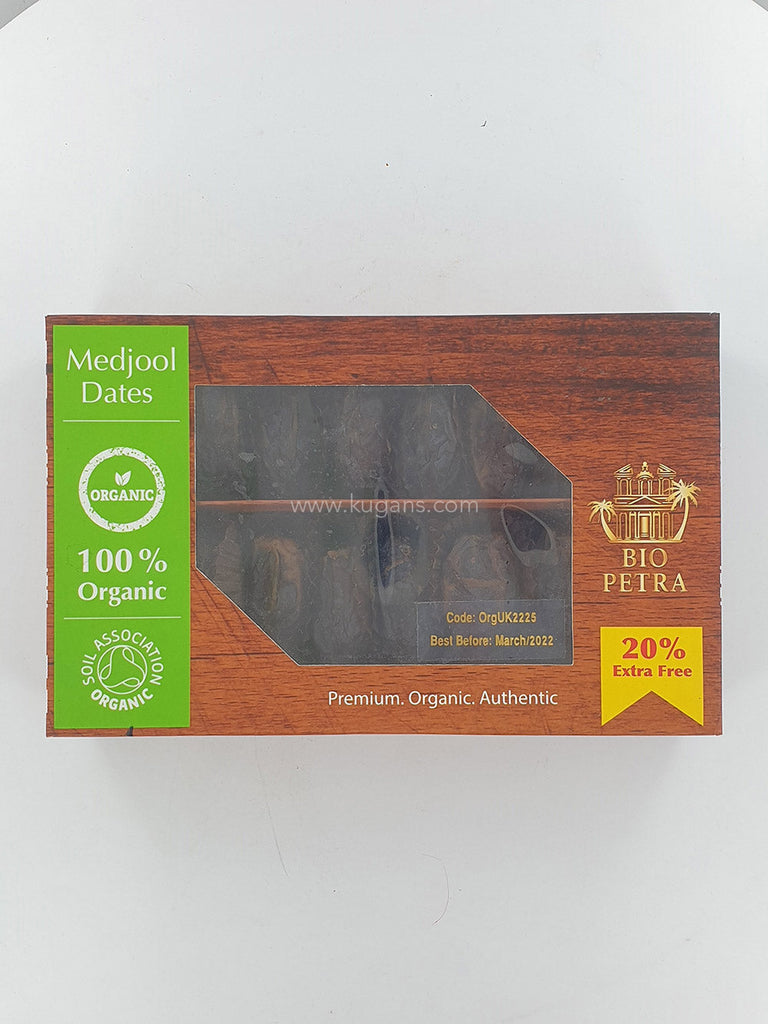 Medjool
Dates
ORGANIC
100%
Organic
SOIL ASSOCIATION
ORGANIC
www.kugans.com
Code: OrgUK2225
Best Before: March/2022
Premium. Organic. Authentic
BIO
PETRA
20%
Extra Free